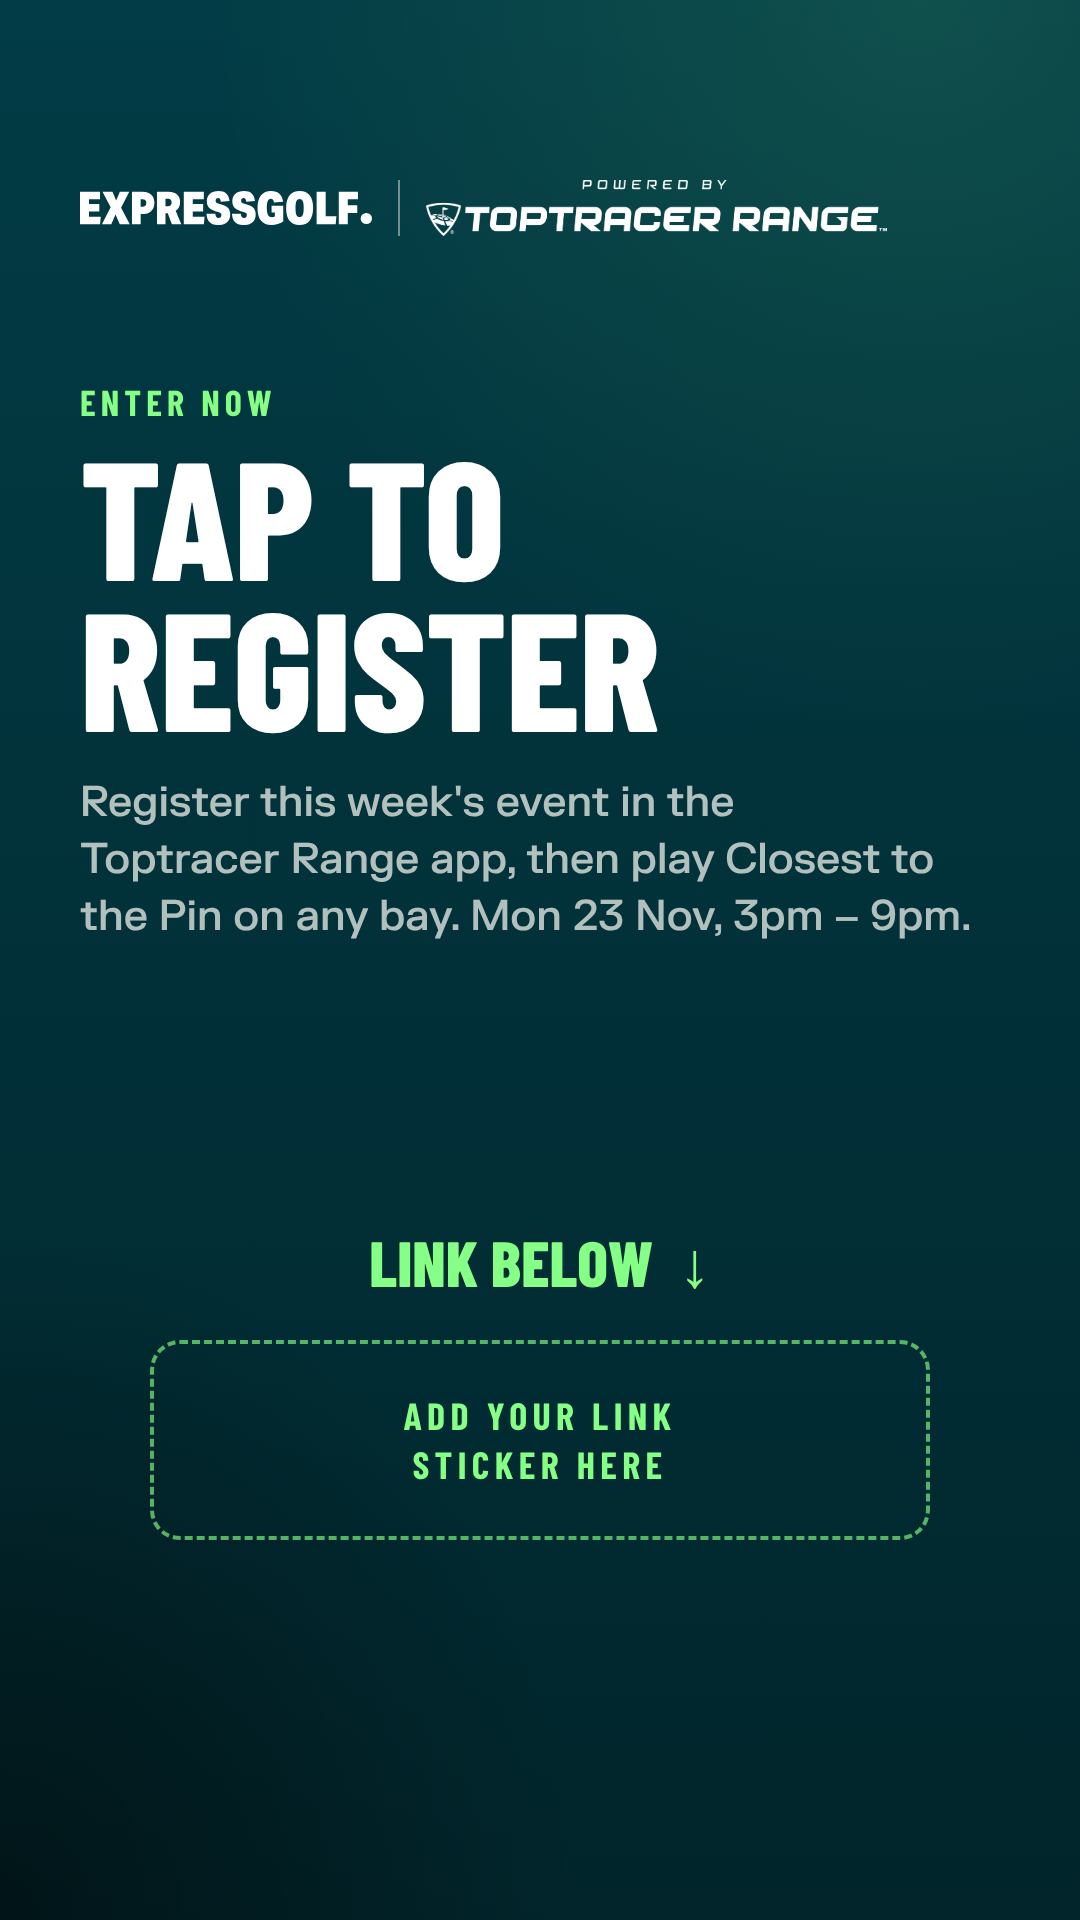 EXPRESSGOLF.
POWERED BY
TOPTRACER RANGE™
ENTER NOW
TAP TO
REGISTER
Register this week's event in the
Toptracer Range app, then play Closest to
the Pin on any bay. Mon 23 Nov, 3pm – 9pm.
LINK BELOW ↓
ADD YOUR LINK
STICKER HERE